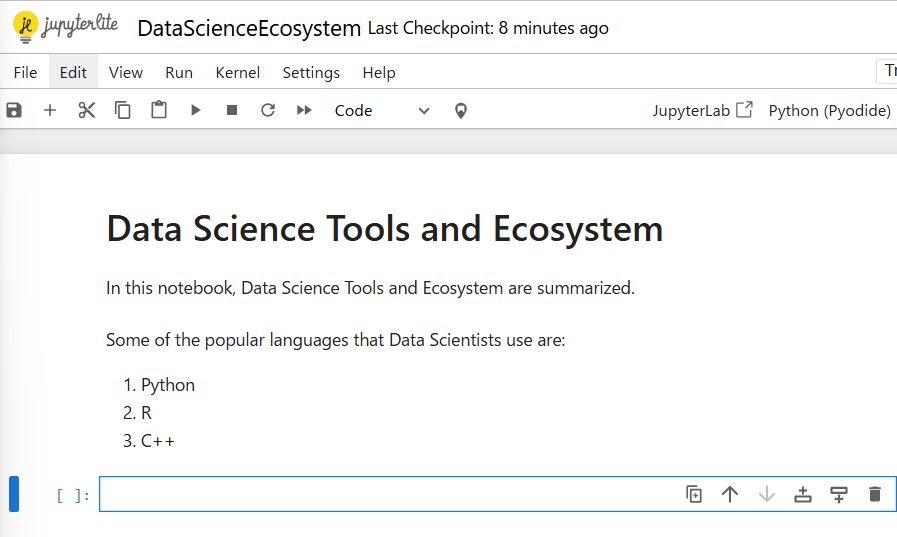 jupyterlite DataScienceEcosystem Last Checkpoint: 8 minutes ago
File Edit View Run Kernel Settings Help
Code JupyterLab Python (Pyodide)
Data Science Tools and Ecosystem
In this notebook, Data Science Tools and Ecosystem are summarized.
Some of the popular languages that Data Scientists use are:
1. Python
2. R
3. C++
[ ]: